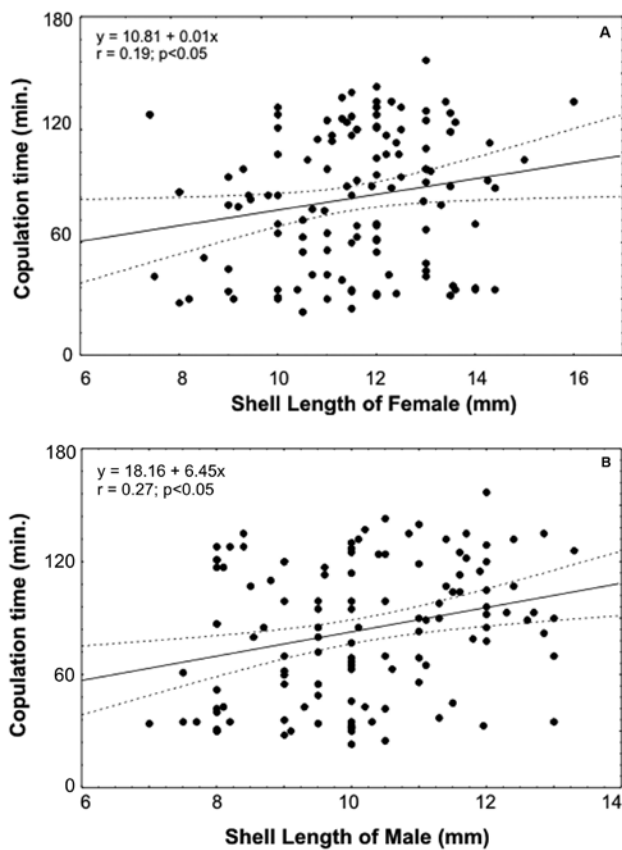 180
y = 10.81 + 0.01x
r = 0.19; p<0.05
A
120
60
0
Copulation time (min.)
6 8 10 12 14 16
Shell Length of Female (mm)
180
y = 18.16 + 6.45x
r = 0.27; p<0.05
B
120
60
0
Copulation time (min.)
6 8 10 12 14
Shell Length of Male (mm)